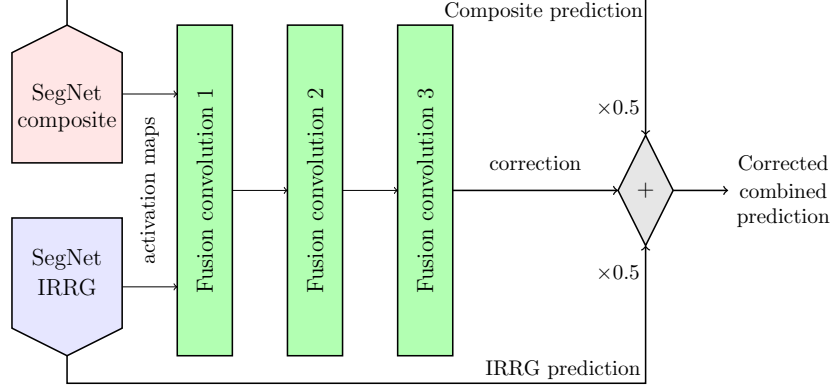 Composite prediction
SegNet
composite
activation maps
SegNet
IRRG
Fusion convolution 1
Fusion convolution 2
Fusion convolution 3
correction
×0.5
+
×0.5
Corrected
combined
prediction
IRRG prediction